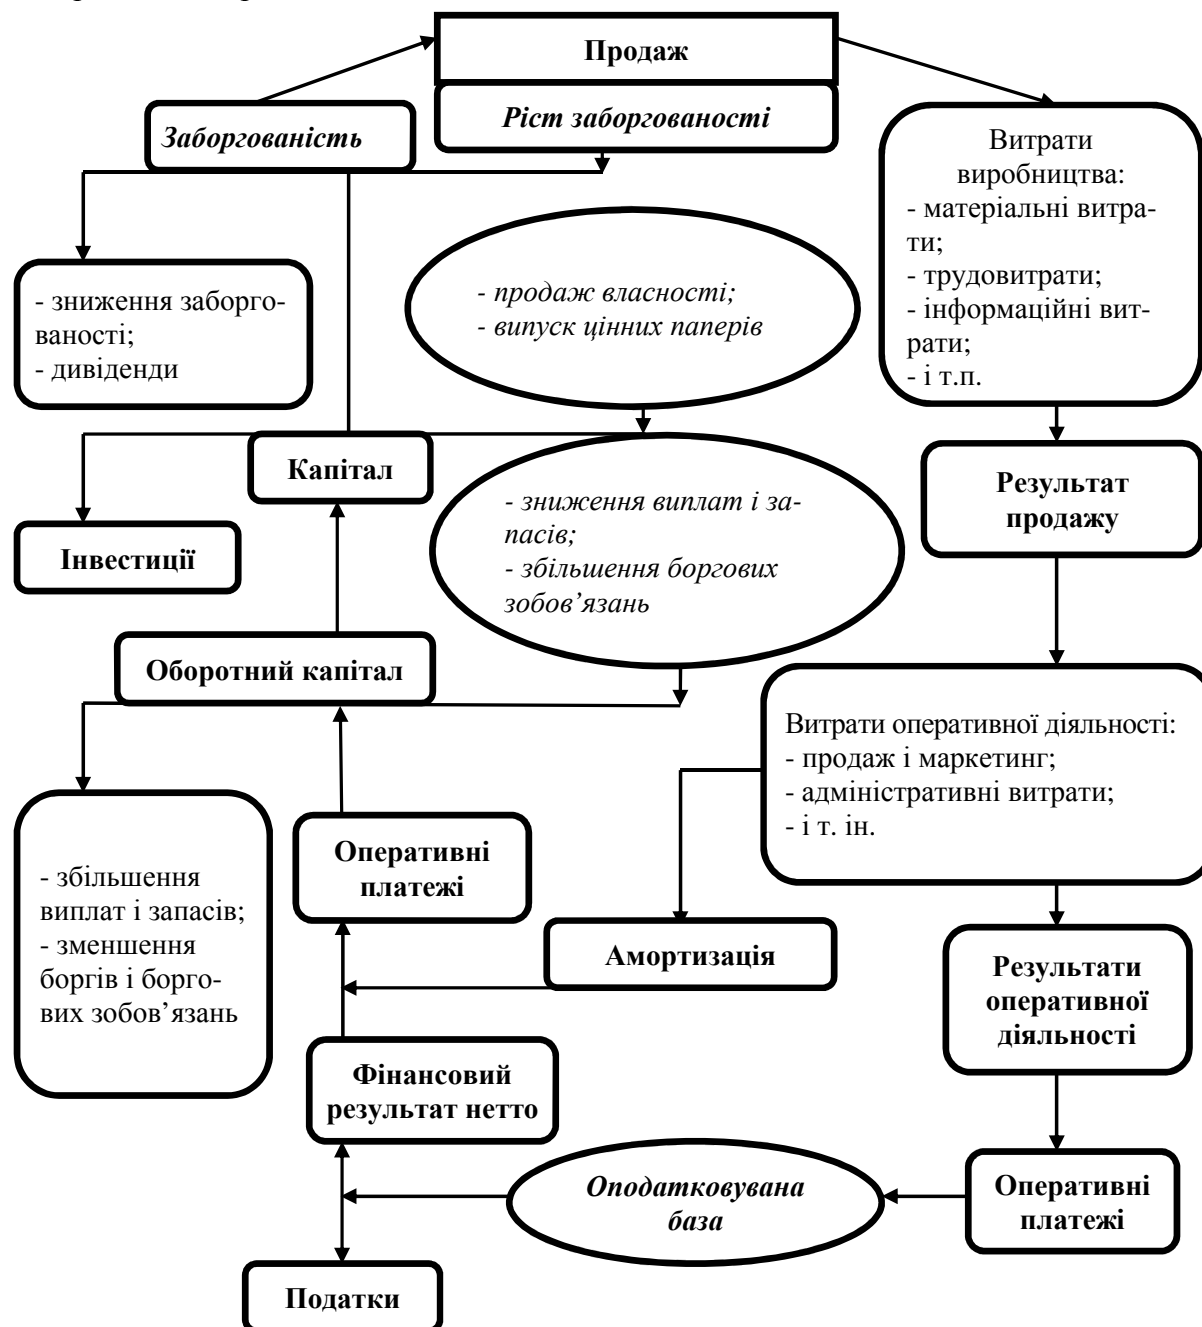 Продаж
Ріст заборгованості
Заборгованість
Витрати
виробництва:
- матеріальні витра-
ти;
- трудовитрати;
- інформаційні вит-
рати;
- і т.п.
- зниження заборго-
ваності;
- дивіденди
- продаж власності;
- випуск цінних паперів
Капітал
Результат
продажу
- зниження виплат і за-
пасів;
- збільшення боргових
зобов’язань
Інвестиції
Оборотний капітал
Витрати оперативної діяльності:
- продаж і маркетинг;
- адміністративні витрати;
- і т. ін.
Оперативні
платежі
- збільшення
виплат і запасів;
- зменшення
боргів і борго-
вих зобов’язань
Амортизація
Результати
оперативної
діяльності
Фінансовий
результат нетто
Оподатковувана
база
Оперативні
платежі
Податки